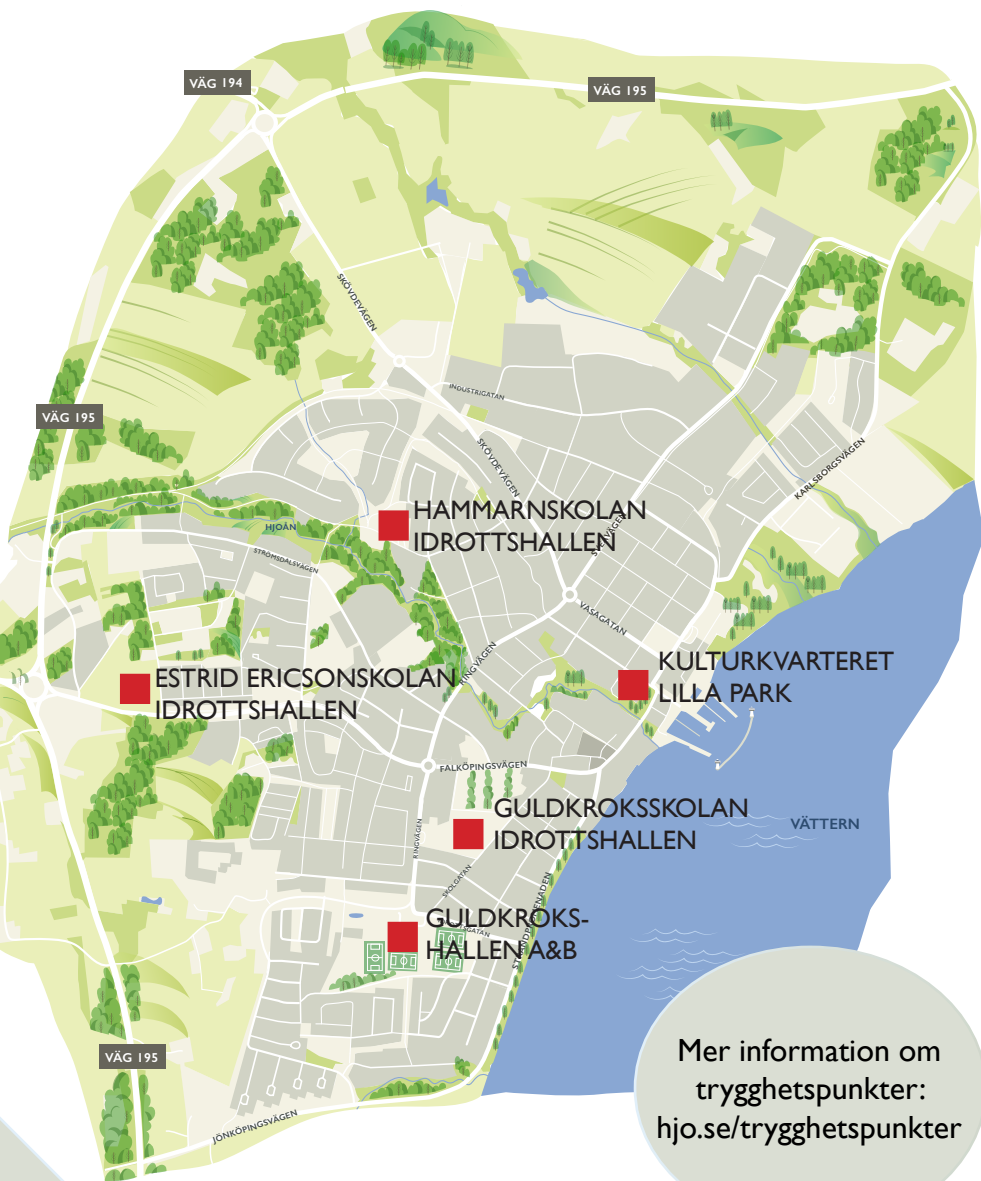 VÄG 194
VÄG 195
SKÖVDEVÄGEN
INDUSTRIGATAN
VÄG 195
SKÖVDEVÄGEN
KARLSBORGSVÄGEN
HAMMARNSKOLAN
IDROTTSHALLEN
HJOÅN
STRÖMSDALSVÄGEN
VASAGATAN
RINGVÄGEN
KULTURKVARTERET
LILLA PARK
ESTRID ERICSONSKOLAN
IDROTTSHALLEN
FALKÖPINGSVÄGEN
GULDKROKSSKOLAN
IDROTTSHALLEN
VÄTTERN
RINGVÄGEN
SKOLGATAN
GULDKROKS-
HALLEN A&B
VÄG 195
JÖNKÖPINGSVÄGEN
Mer information om
trygghetspunkter:
hjo.se/trygghetspunkter